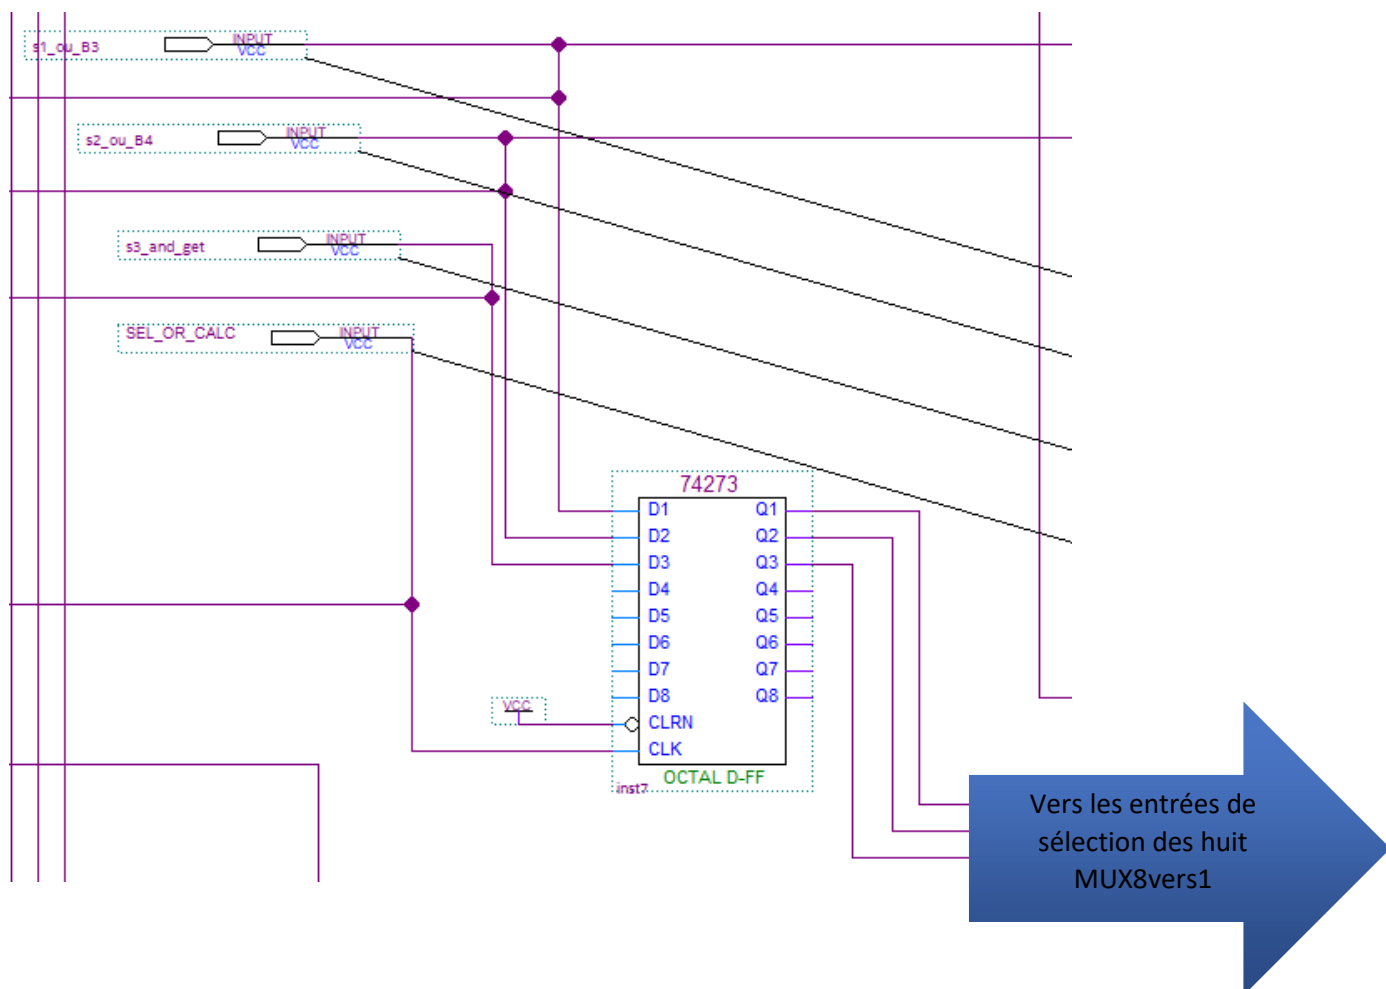 s1_ou_B3
INPUT
VCC
s2_ou_B4
INPUT
VCC
s3_and_get
INPUT
VCC
SEL_OR_CALC
INPUT
VCC
74273
D1 Q1
D2 Q2
D3 Q3
D4 Q4
D5 Q5
D6 Q6
D7 Q7
D8 Q8
VCC
CLRN
CLK
OCTAL D-FF
inst7
Vers les entrées de
sélection des huit
MUX8vers1